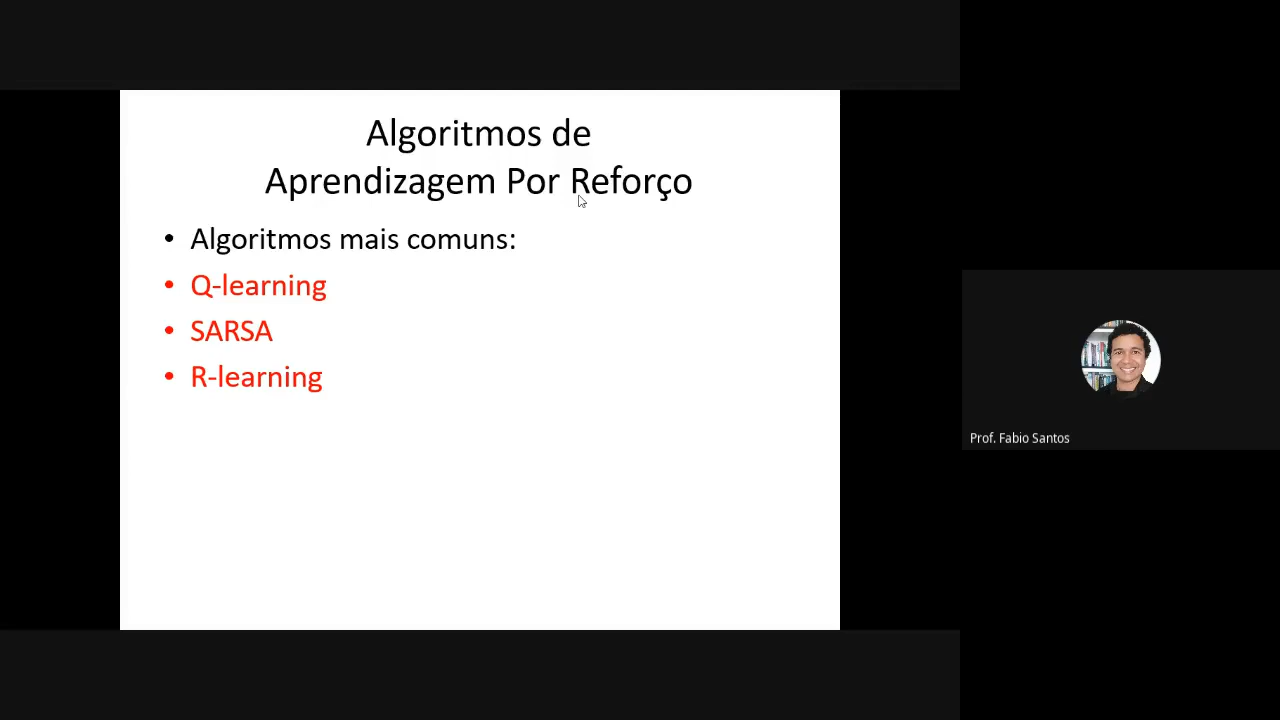 Algoritmos de
Aprendizagem Por Reforço
• Algoritmos mais comuns:
• Q-learning
• SARSA
• R-learning
Prof. Fabio Santos